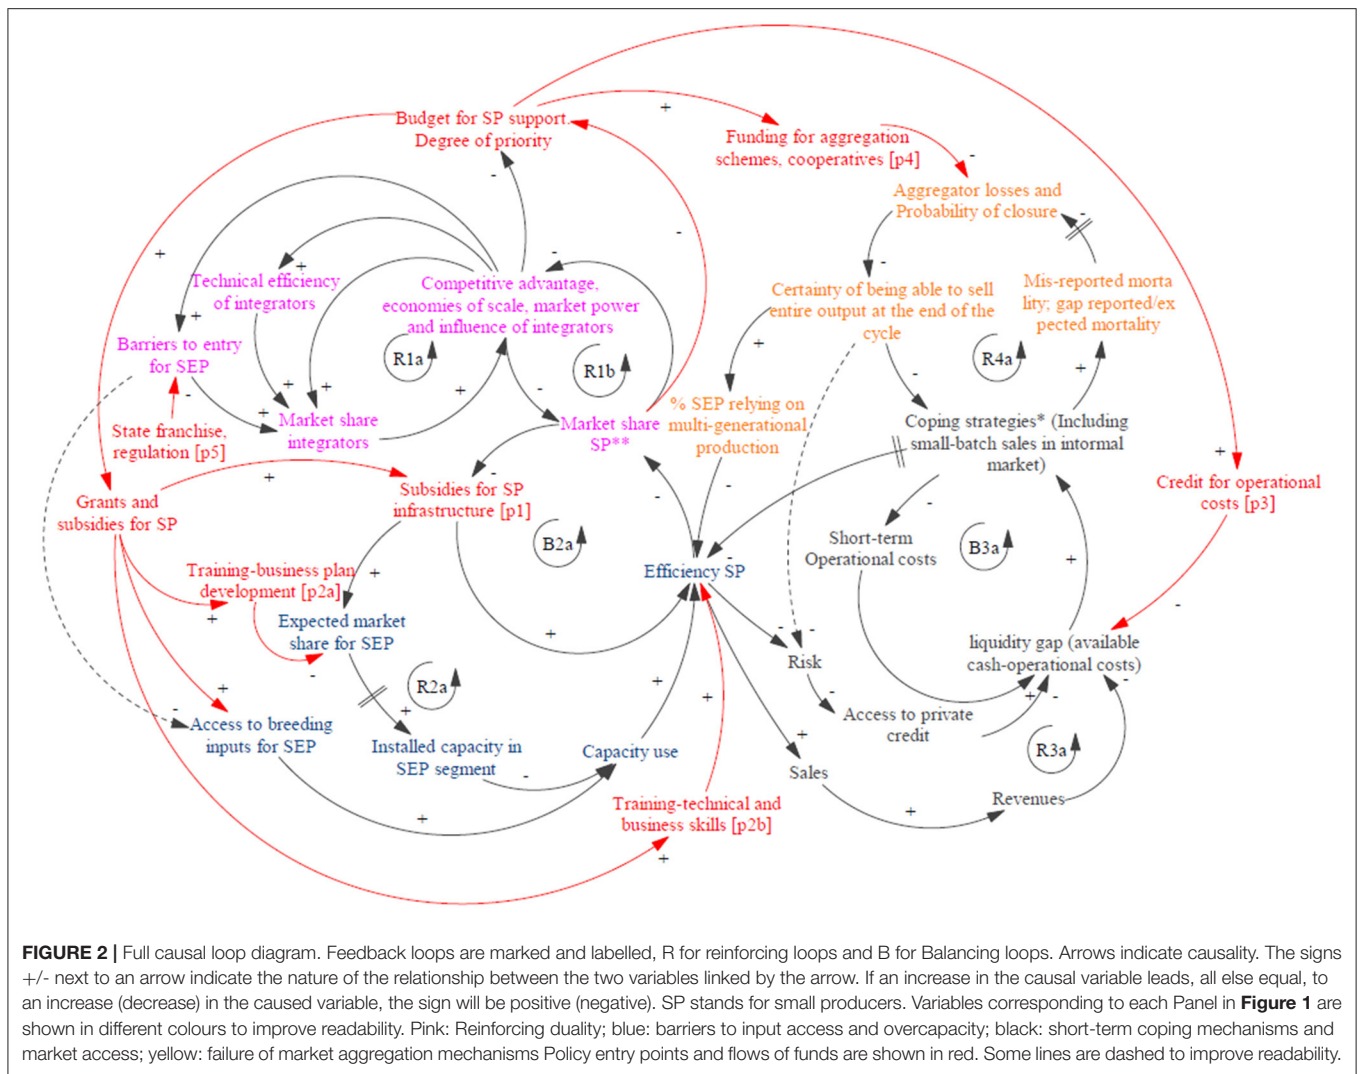 Budget for SP support.
Degree of priority
+
Funding for aggregation
schemes, cooperatives [p4]
-
Aggregator losses and
Probability of closure
-
-
-
+
-
-
Technical efficiency
of integrators
+
Competitive advantage,
economies of scale, market power
and influence of integrators
Certainty of being able to sell
entire output at the end of the
cycle
Mis-reported morta
lity; gap reported/ex
pected mortality
+
Barriers to entry
for SEP
R1a
R1b
R4a
+
-
+
+
+
-
-
+
+
State franchise,
regulation [p5]
Market share
integrators
Market share
SP**
% SEP relying on
multi-generational
production
Coping strategies* (Including
small-batch sales in intormal
market)
+
-
+
Grants and
subsidies for SP
Subsidies for SP
infrastructure [p1]
-
-
-
Credit for operational
costs [p3]
B2a
Short-term
Operational costs
B3a
Training-business plan
development [p2a]
+
Efficiency SP
-
+
+
Expected market
share for SEP
+
-
-
-
Risk
liquidity gap (available
cash-operational costs)
-
R2a
+
+
+
-
-
+
-
-
Access to breeding
inputs for SEP
+
Installed capacity in
SEP segment
Capacity use
+
Access to private
credit
R3a
-
Sales
Training-technical and
business skills [p2b]
Revenues
+
+
+
FIGURE 2 | Full causal loop diagram. Feedback loops are marked and labelled, R for reinforcing loops and B for Balancing loops. Arrows indicate causality. The signs
+/- next to an arrow indicate the nature of the relationship between the two variables linked by the arrow. If an increase in the causal variable leads, all else equal, to
an increase (decrease) in the caused variable, the sign will be positive (negative). SP stands for small producers. Variables corresponding to each Panel in Figure 1 are
shown in different colours to improve readability. Pink: Reinforcing duality; blue: barriers to input access and overcapacity; black: short-term coping mechanisms and
market access; yellow: failure of market aggregation mechanisms Policy entry points and flows of funds are shown in red. Some lines are dashed to improve readability.